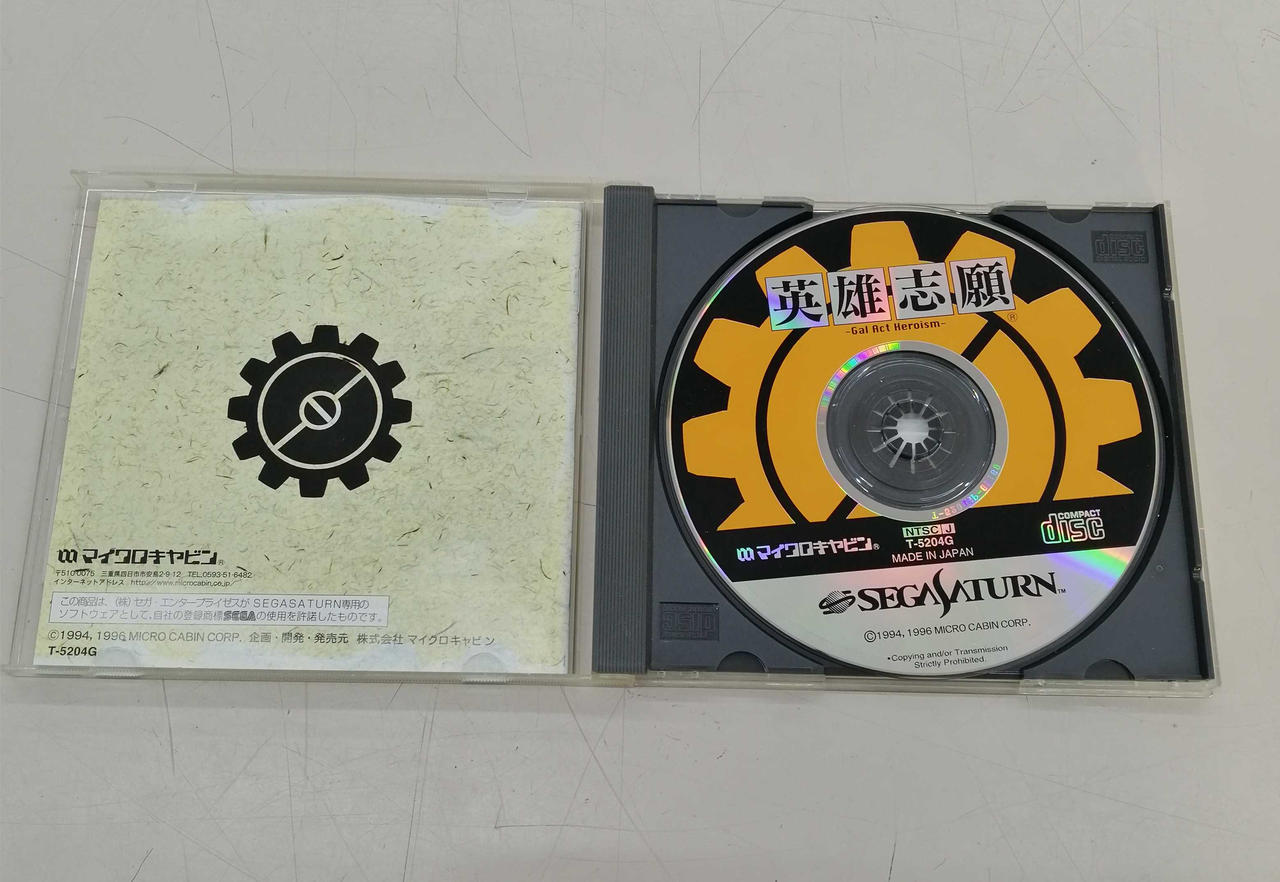 マイクロキャビン®
〒510-0075 三重県四日市市安島2-9-12 TEL.0593-51-6482
インターネットアドレス http://www.microcabin.co.jp/
この商品は、(株)セガ・エンタープライゼスがSEGASATURN専用の
ソフトウェアとして、自社の登録商標SEGAの使用を許諾したものです。
©1994, 1996 MICRO CABIN CORP. 企画・開発・発売元 株式会社 マイクロキャビン
T-5204G
英雄志願
-Gal Act Heroism-
®
NTSC J
マイクロキャビン®
T-5204G
MADE IN JAPAN
COMPACT
disc
SEGASATURN™
©1994, 1996 MICRO CABIN CORP.
•Copying and/or Transmission
Strictly Prohibited.
disc
disc